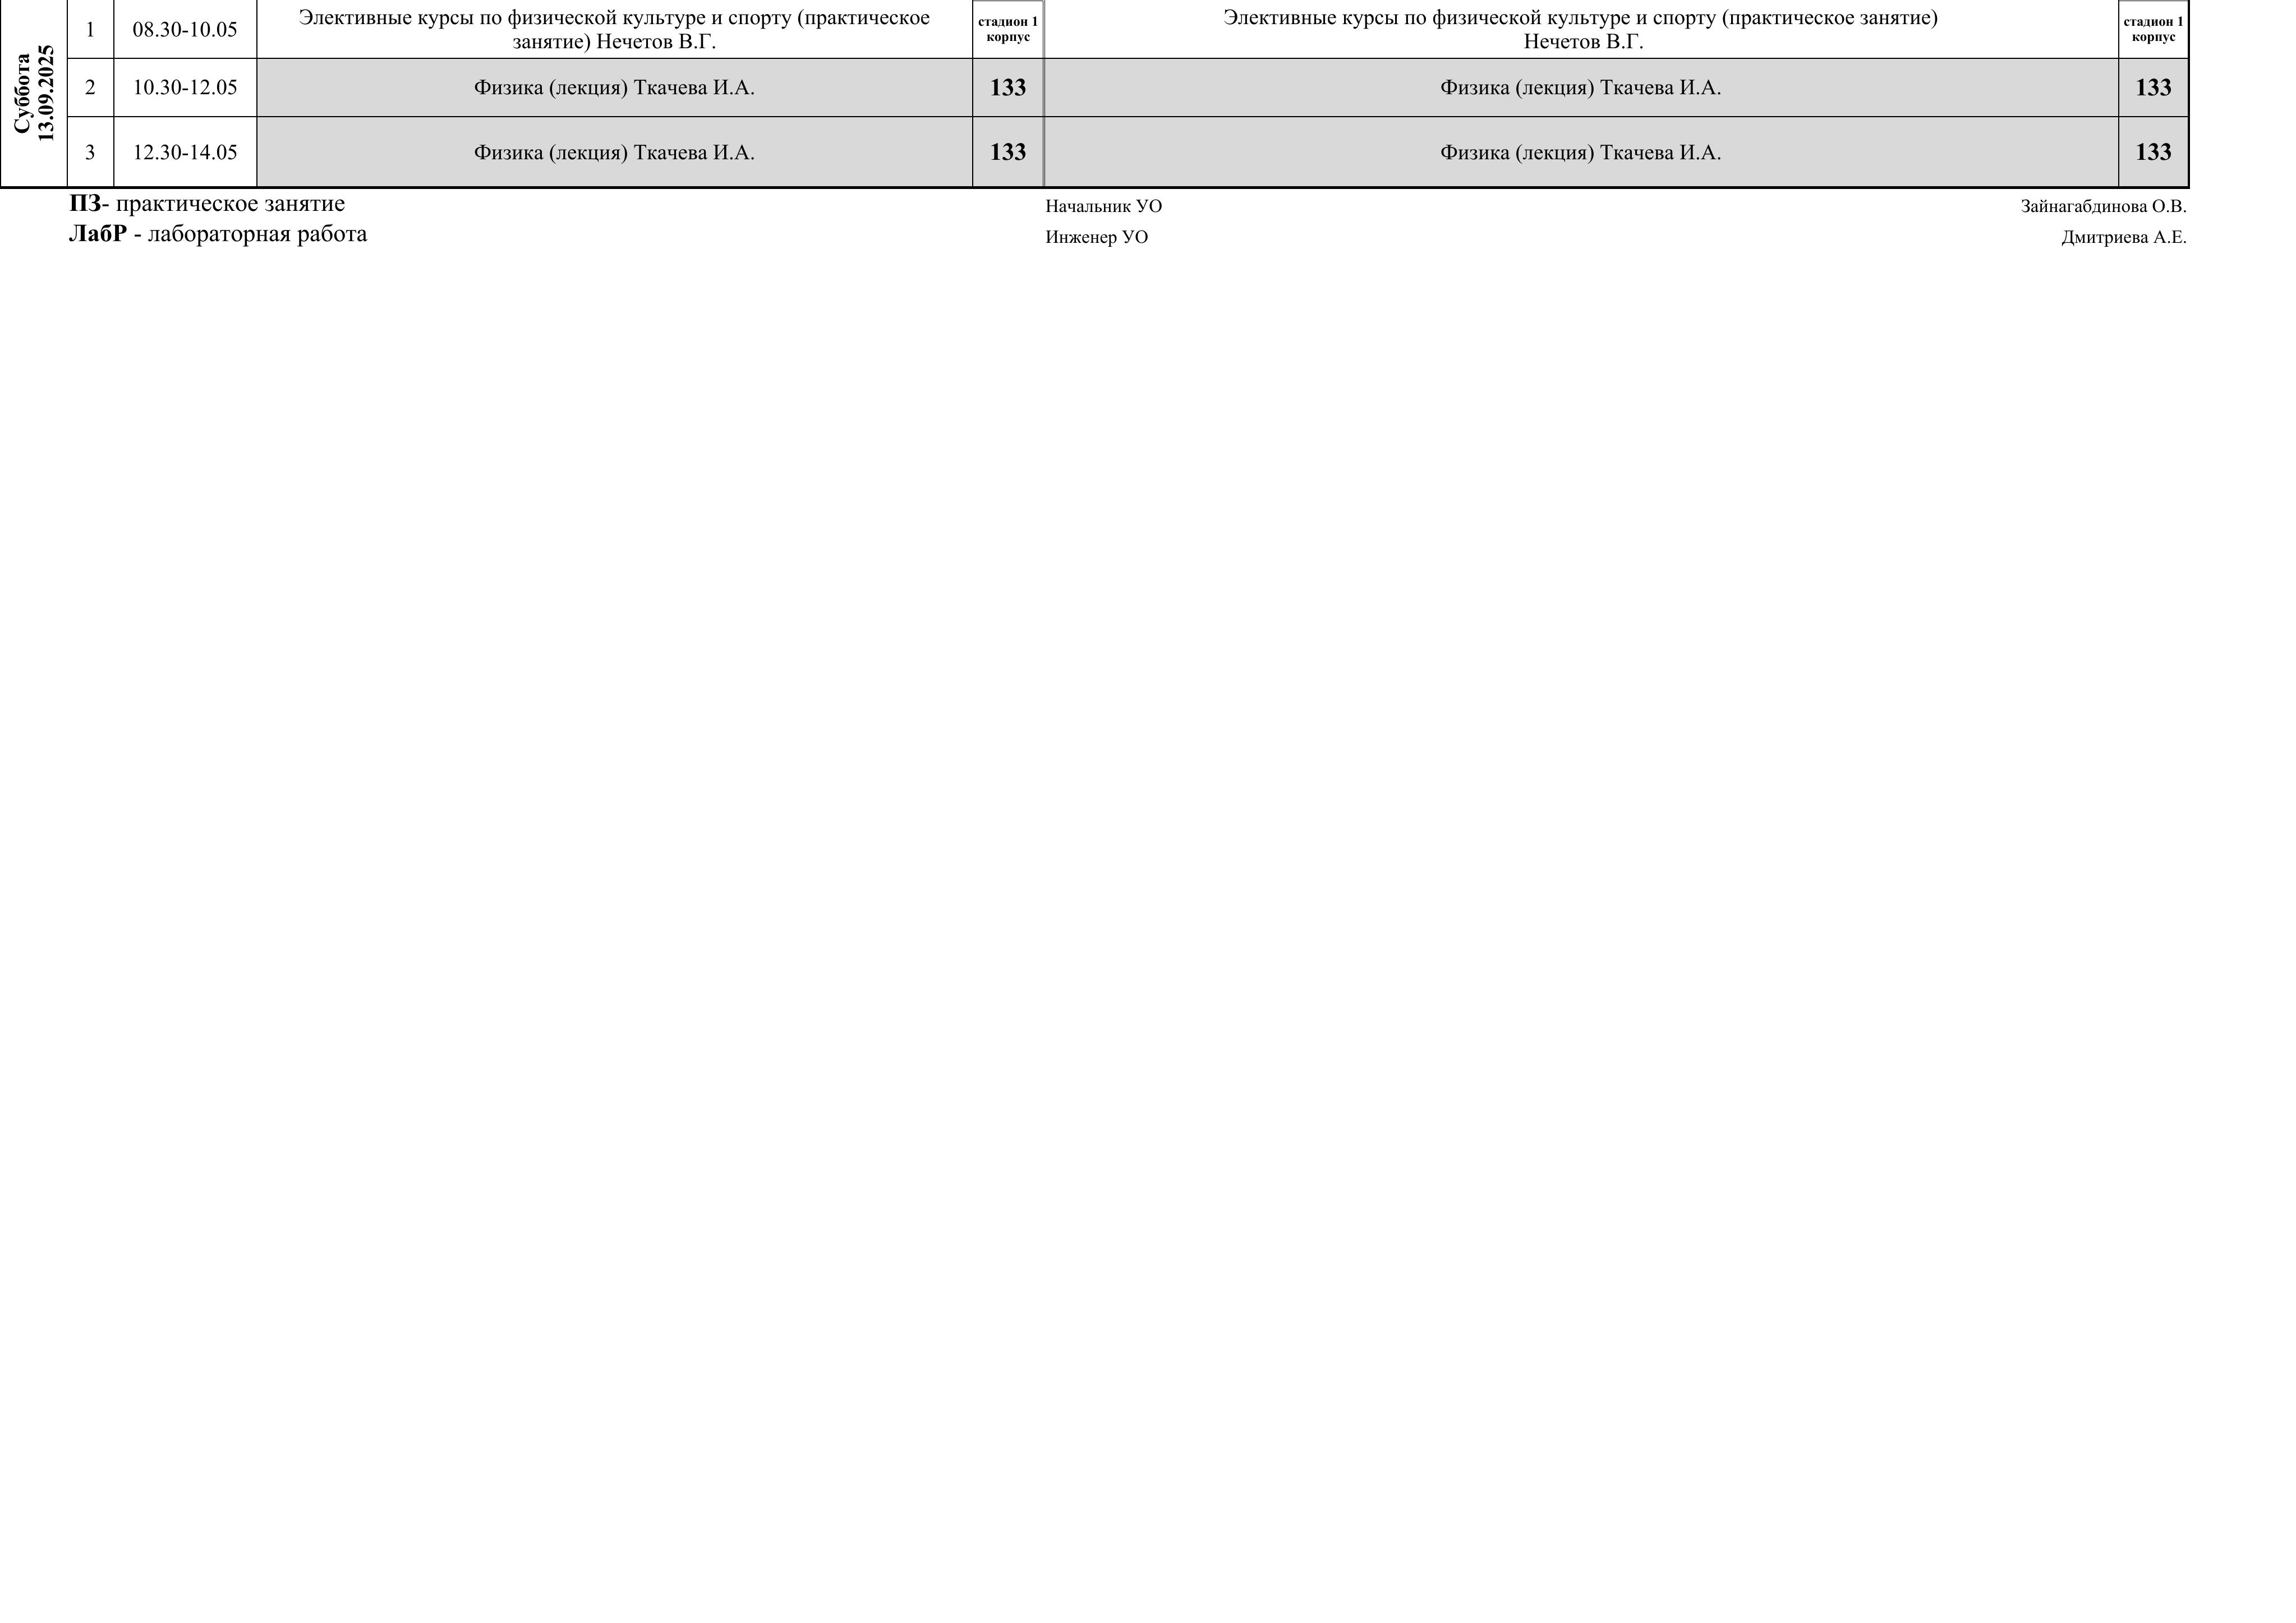 Суббота
13.09.2025
1
08.30-10.05
Элективные курсы по физической культуре и спорту (практическое
занятие) Нечетов В.Г.
стадион 1
корпус
Элективные курсы по физической культуре и спорту (практическое занятие)
Нечетов В.Г.
стадион 1
корпус
2
10.30-12.05
Физика (лекция) Ткачева И.А.
133
Физика (лекция) Ткачева И.А.
133
3
12.30-14.05
Физика (лекция) Ткачева И.А.
133
Физика (лекция) Ткачева И.А.
133
ПЗ- практическое занятие
Начальник УО
Зайнагабдинова О.В.
ЛабР - лабораторная работа
Инженер УО
Дмитриева А.Е.